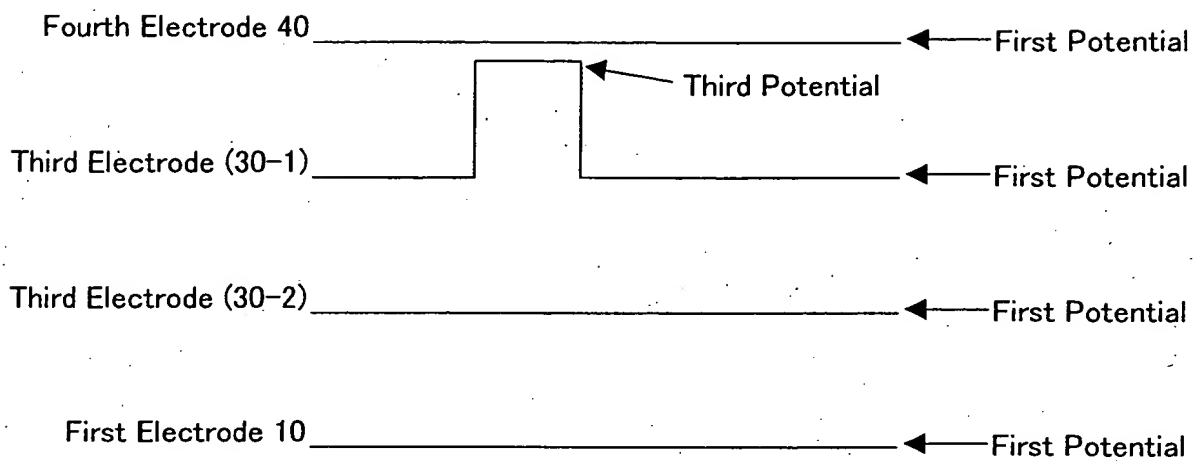 Fourth Electrode 40
First Potential
Third Potential
Third Electrode (30-1)
First Potential
Third Electrode (30-2)
First Potential
First Electrode 10
First Potential